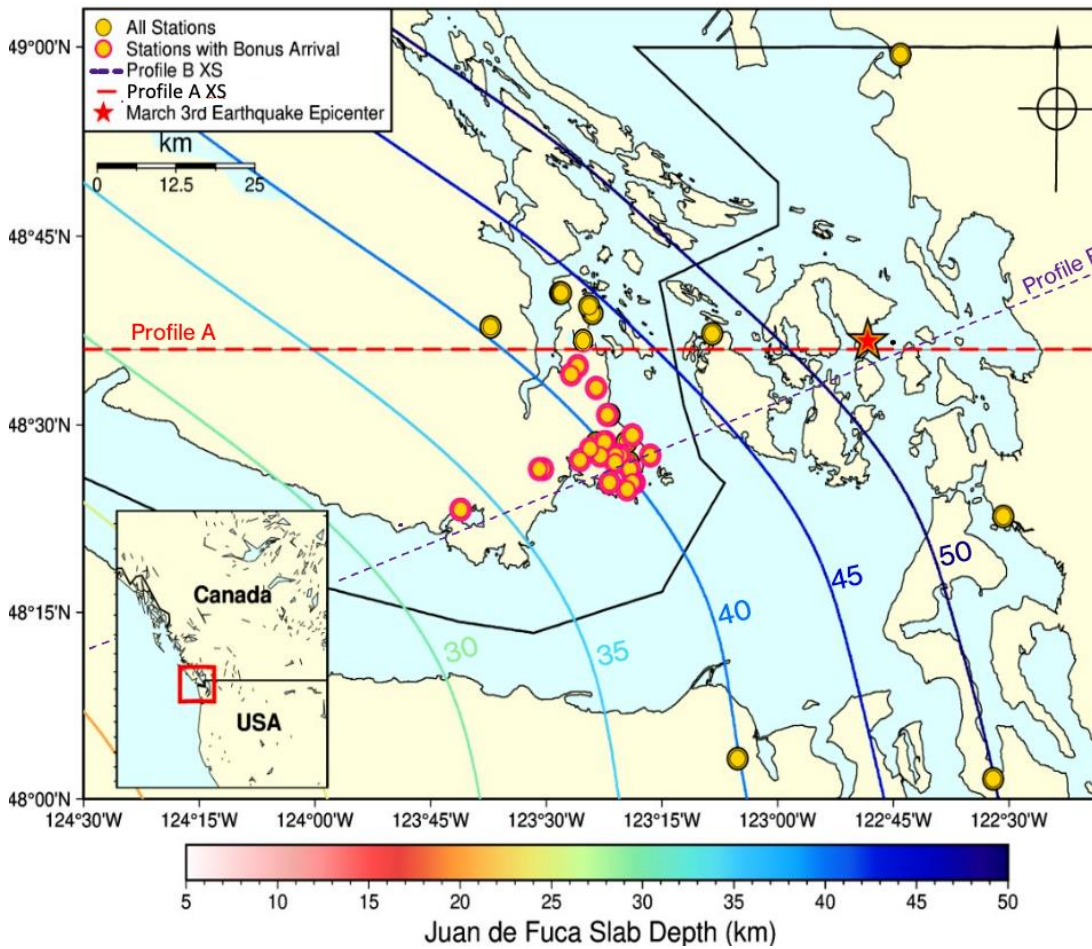 All Stations
Stations with Bonus Arrival
Profile B XS
Profile A XS
March 3rd Earthquake Epicenter
km
0 12.5 25
49°00'N
48°45'N
48°30'N
48°15'N
48°00'N
Profile A
Profile B
50
45
40
35
30
Canada
USA
124°30'W 124°15'W 124°00'W 123°45'W 123°30'W 123°15'W 123°00'W 122°45'W 122°30'W
5 10 15 20 25 30 35 40 45 50
Juan de Fuca Slab Depth (km)